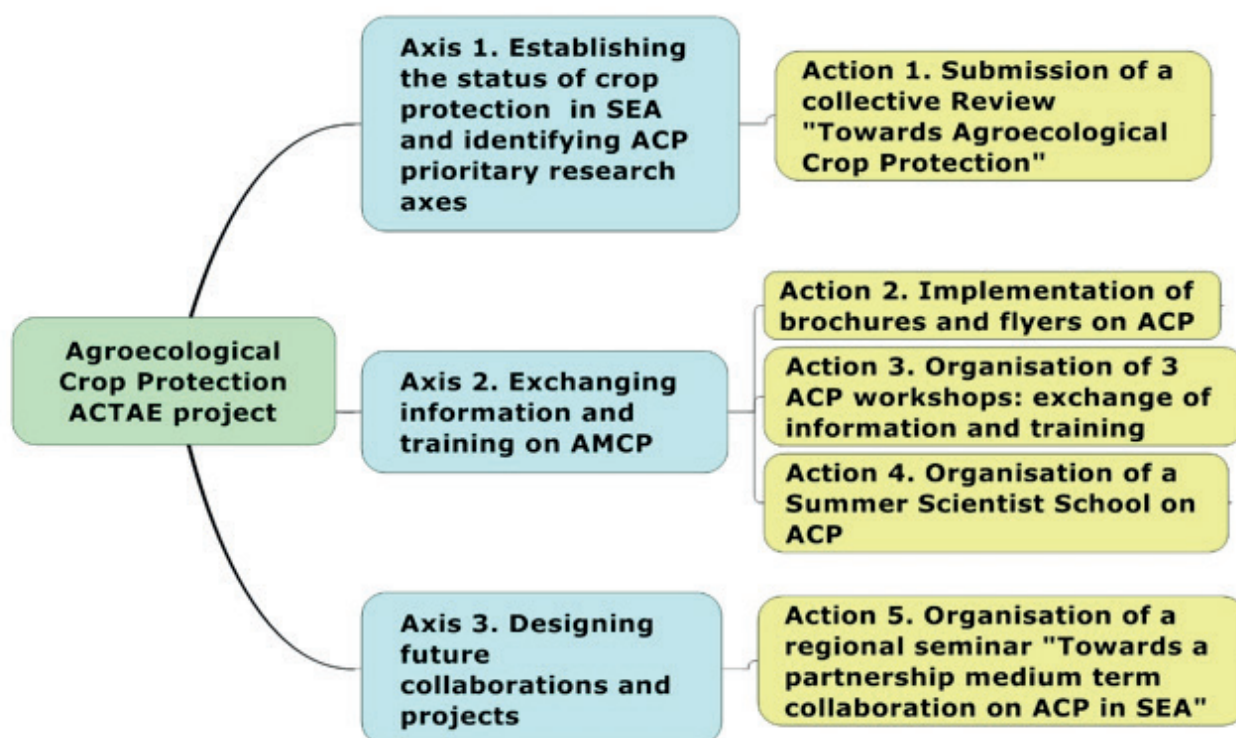 Agroecological
Crop Protection
ACTAE project
Axis 1. Establishing
the status of crop
protection in SEA
and identifying ACP
prioritary research
axes
Action 1. Submission of a
collective Review
"Towards Agroecological
Crop Protection"
Axis 2. Exchanging
information and
training on AMCP
Action 2. Implementation of
brochures and flyers on ACP
Action 3. Organisation of 3
ACP workshops: exchange of
information and training
Action 4. Organisation of a
Summer Scientist School on
ACP
Axis 3. Designing
future
collaborations and
projects
Action 5. Organisation of a
regional seminar "Towards a
partnership medium term
collaboration on ACP in SEA"